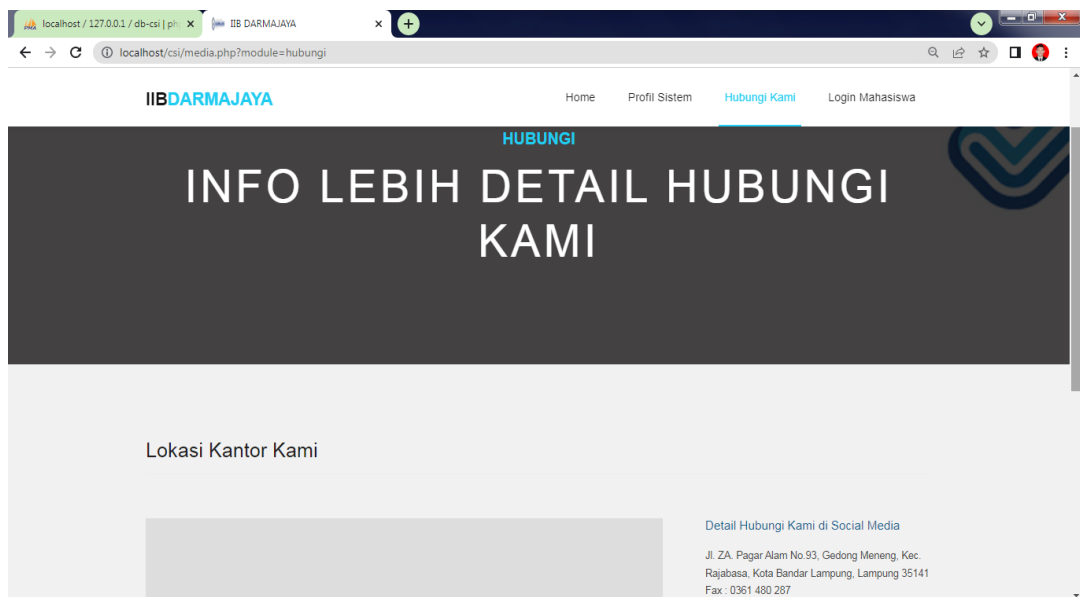 localhost / 127.0.0.1 / db-csi | ph
IIB DARMAJAYA
localhost/csi/media.php?module=hubungi
IIBDARMAJAYA
Home
Profil Sistem
Hubungi Kami
Login Mahasiswa
HUBUNGI
INFO LEBIH DETAIL HUBUNGI
KAMI
Lokasi Kantor Kami
Detail Hubungi Kami di Social Media
Jl. ZA. Pagar Alam No.93, Gedong Meneng, Kec.
Rajabasa, Kota Bandar Lampung, Lampung 35141
Fax : 0361 480 287